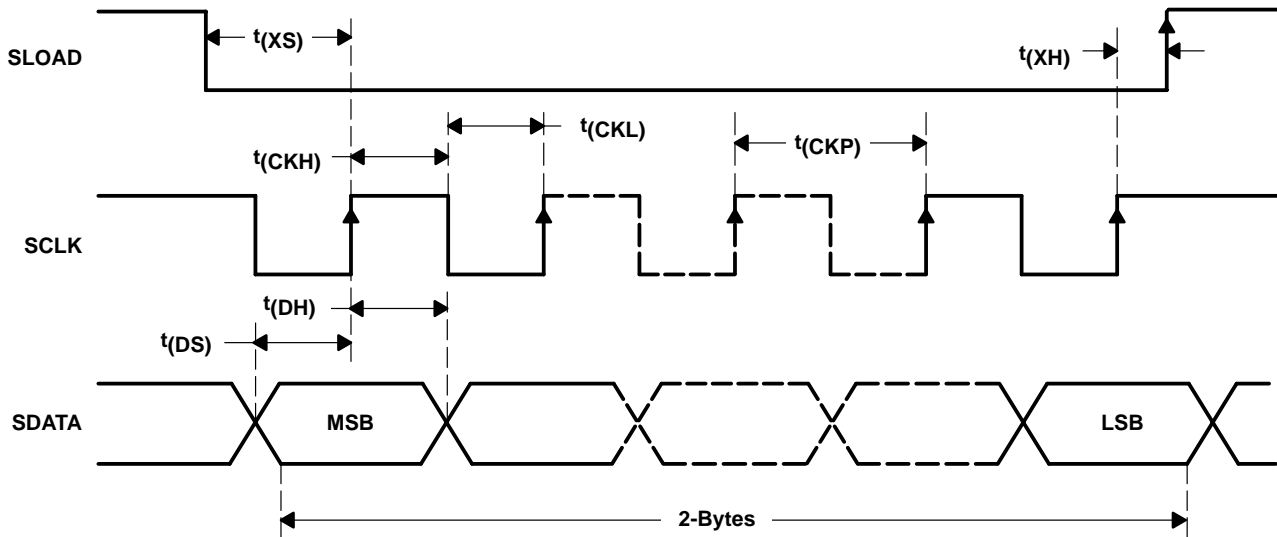 t(XS)
SLOAD
t(XH)
t(CKL)
t(CKH)
t(CKP)
SCLK
t(DH)
t(DS)
SDATA
MSB
LSB
2-Bytes